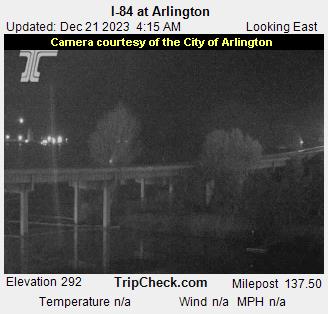 I-84 at Arlington
Updated: Dec 21 2023 4:15 AM Looking East
Camera courtesy of the City of Arlington
Elevation 292 TripCheck.com Milepost 137.50
Temperature n/a Wind n/a MPH n/a